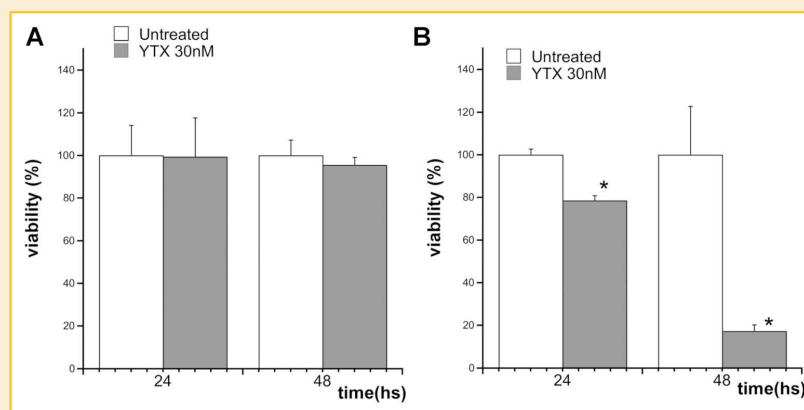 A
Untreated
YTX 30nM
viability (%)
140
120
100
80
60
40
20
0
24
48
time(hs)
B
Untreated
YTX 30nM
viability (%)
140
120
100
80
60
40
20
0
*
*
24
48
time(hs)